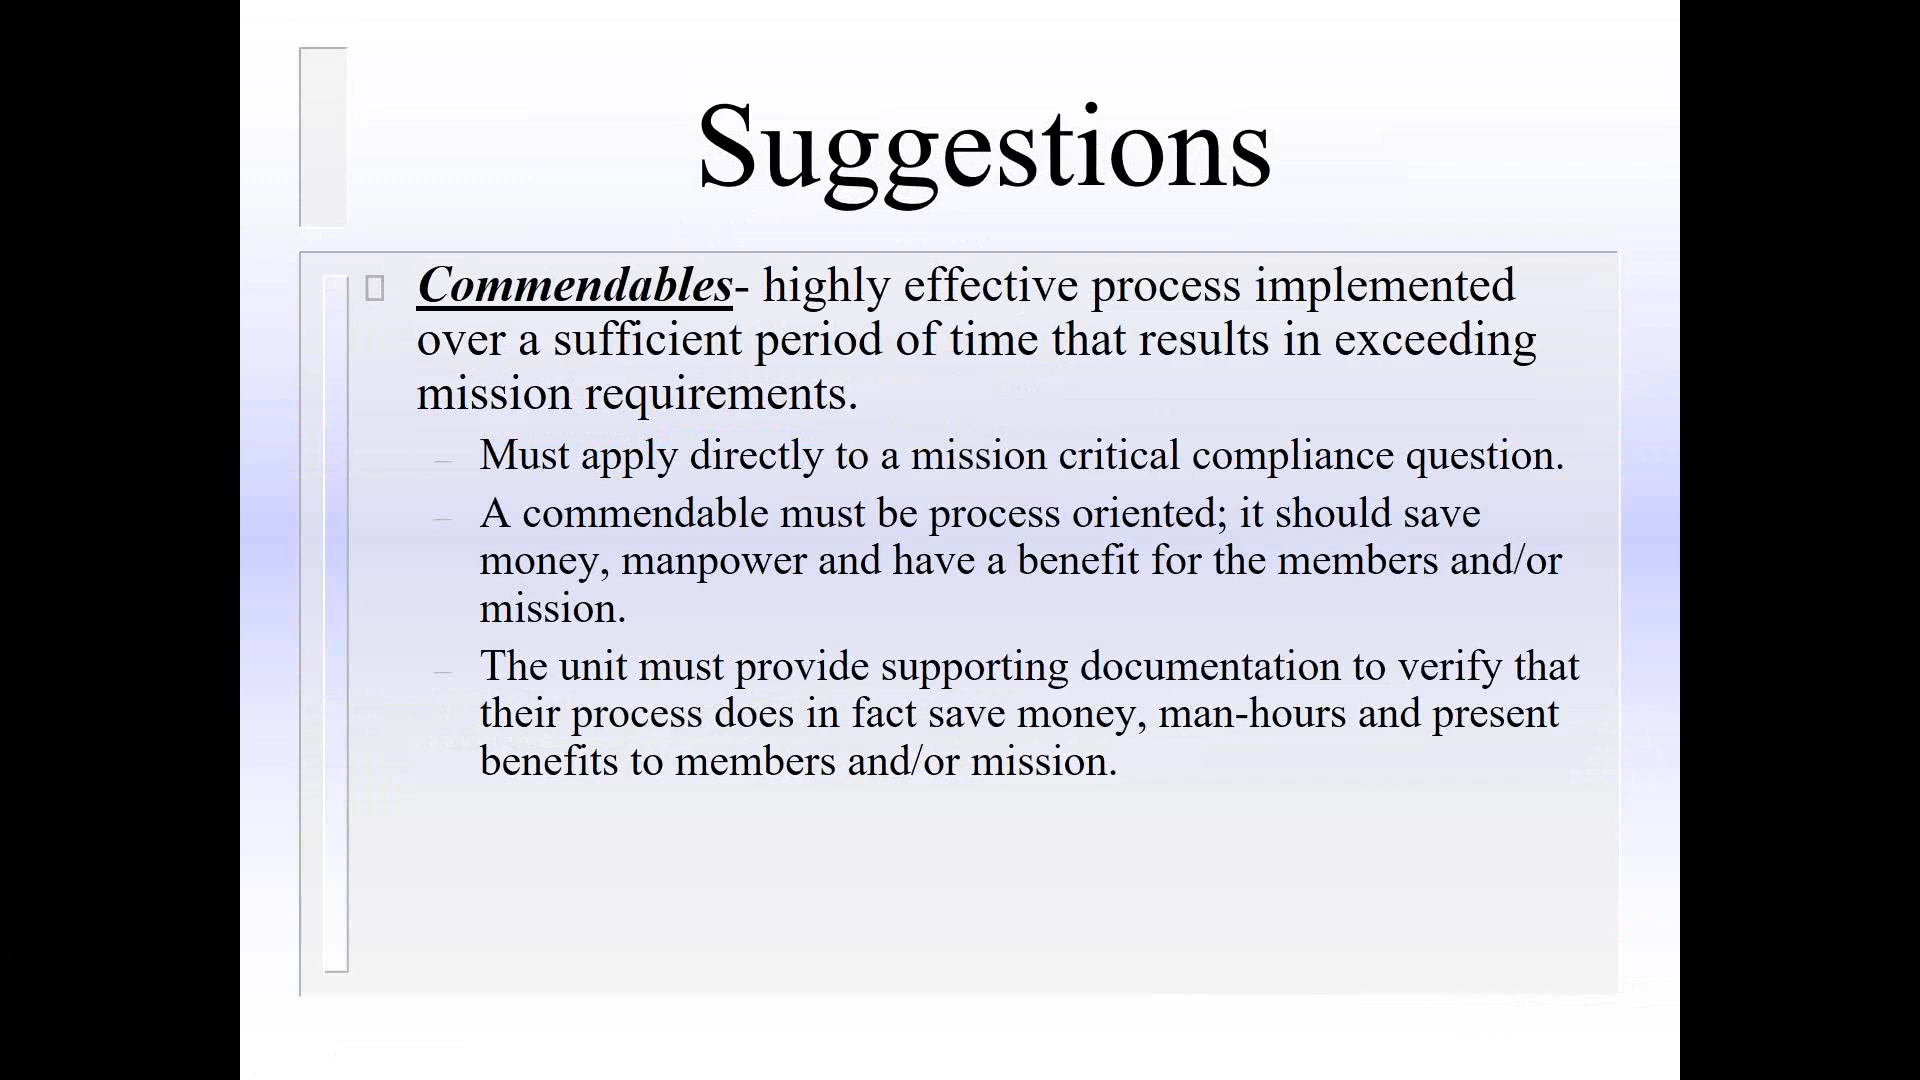 Suggestions
Commendables- highly effective process implemented
over a sufficient period of time that results in exceeding
mission requirements.
– Must apply directly to a mission critical compliance question.
– A commendable must be process oriented; it should save
money, manpower and have a benefit for the members and/or
mission.
– The unit must provide supporting documentation to verify that
their process does in fact save money, man-hours and present
benefits to members and/or mission.